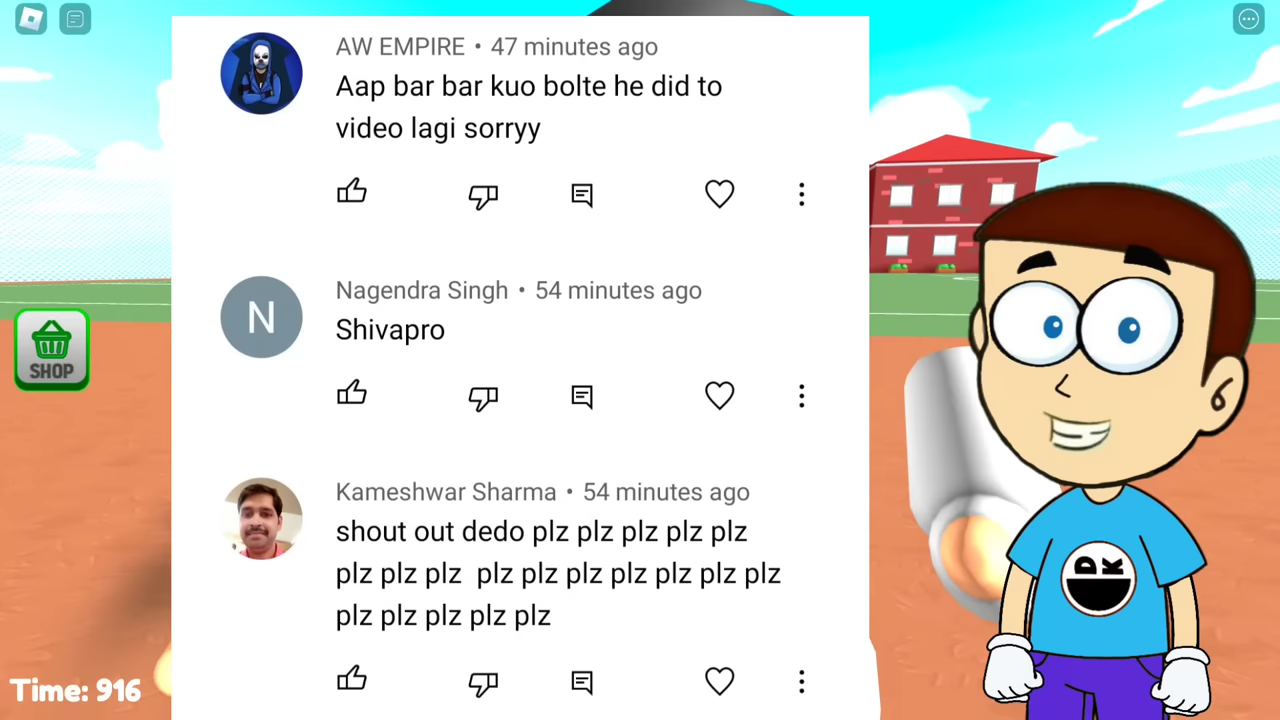 AW EMPIRE • 47 minutes ago
Aap bar bar kuo bolte he did to
video lagi sorryy
N
Nagendra Singh • 54 minutes ago
Shivapro
SHOP
Kameshwar Sharma • 54 minutes ago
shout out dedo plz plz plz plz plz
plz plz plz plz plz plz plz plz plz plz
plz plz plz plz plz
DK
Time: 916